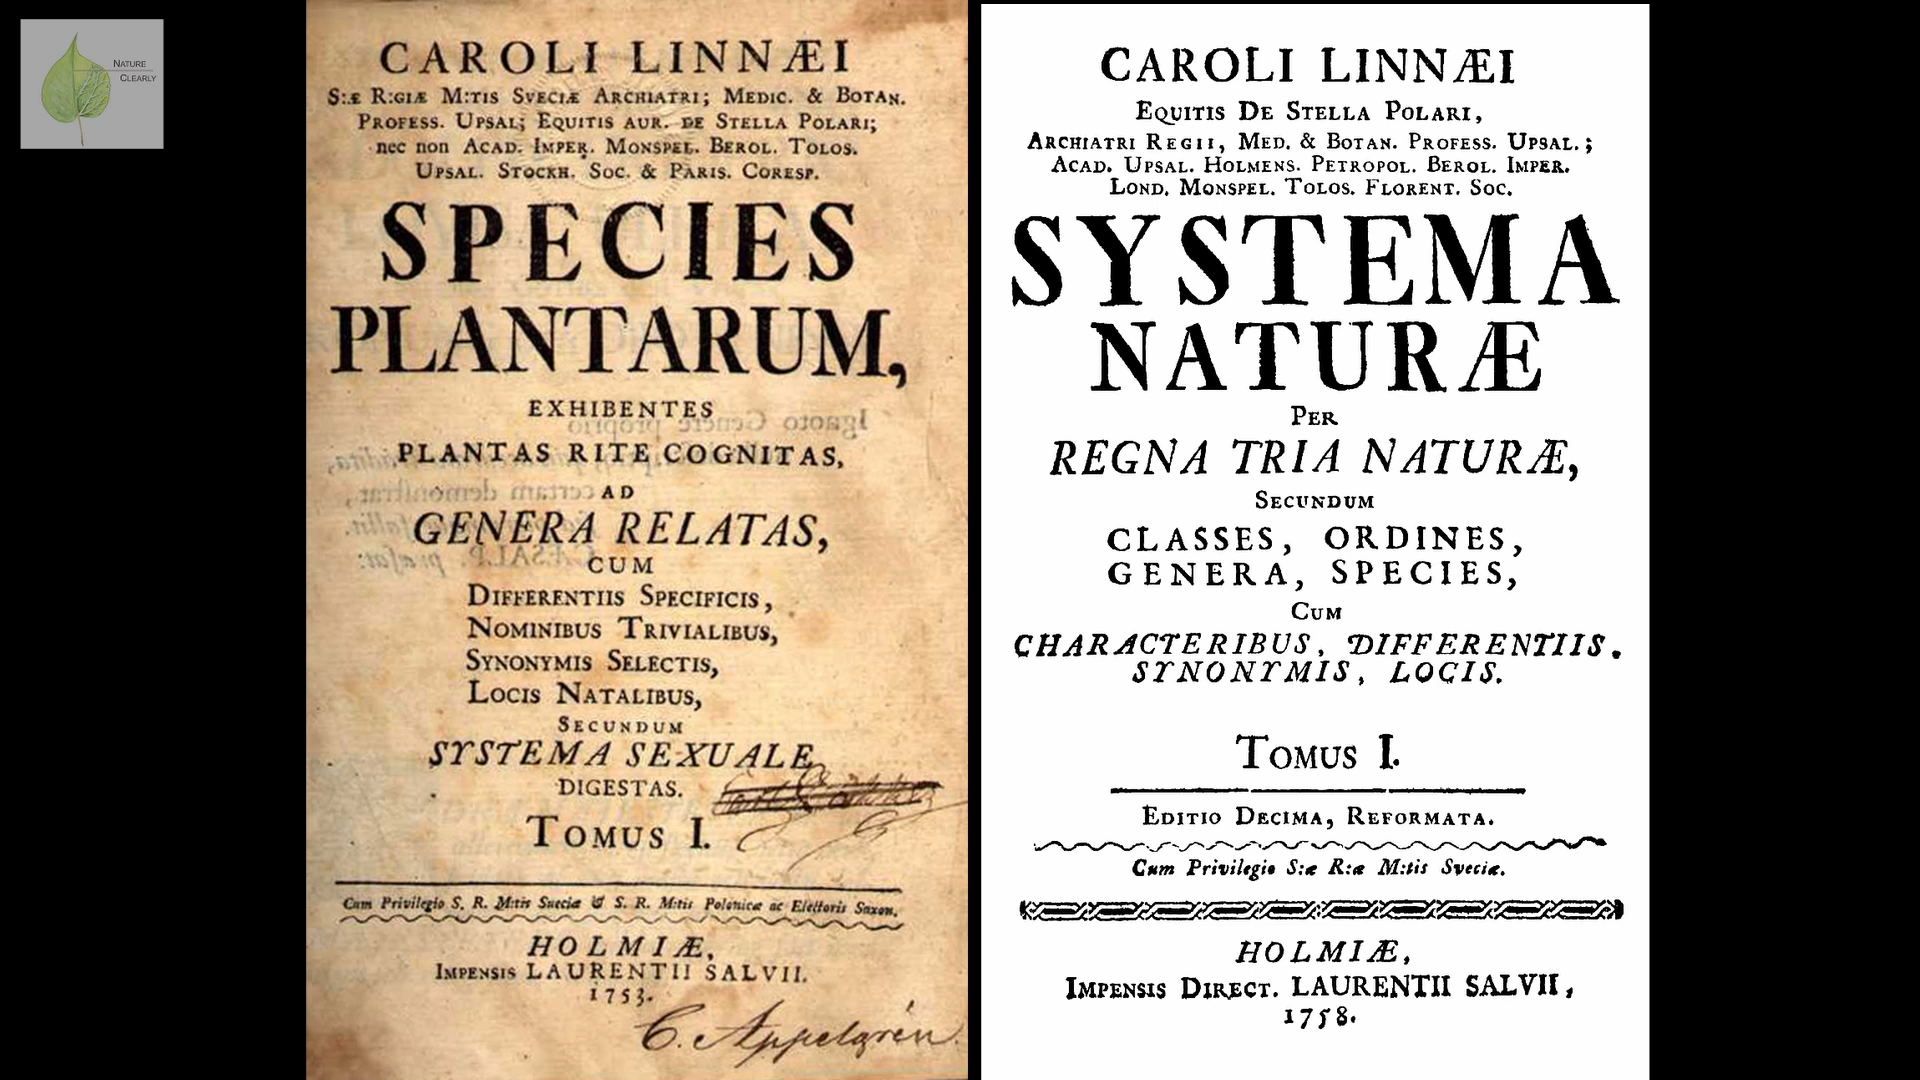 NATURE
CLEARLY
CAROLI LINNÆI
S:Æ R:GIÆ M:TIS SVECIÆ ARCHIATRI; MEDIC. & BOTAN.
PROFESS. UPSAL; EQUITIS AUR. DE STELLA POLARI;
nec non ACAD. IMPER. MONSPEL. BEROL. TOLOS.
UPSAL. STOCKH. SOC. & PARIS. CORESP.
SPECIES
PLANTARUM,
EXHIBENTES
PLANTAS RITE COGNITAS,
AD
GENERA RELATAS,
CUM
DIFFERENTIIS SPECIFICIS,
NOMINIBUS TRIVIALIBUS,
SYNONYMIS SELECTIS,
LOCIS NATALIBUS,
SECUNDUM
SYSTEMA SEXUALE
DIGESTAS.
TOMUS I.
Cum Privilegio S. R. M:tis Sueciæ & S. R. M:tis Polonicæ ac Electoris Saxon.
HOLMIÆ,
IMPENSIS LAURENTII SALVII.
1753.
C. Appelgrén.
CAROLI LINNÆI
EQUITIS DE STELLA POLARI,
ARCHIATRI REGII, MED. & BOTAN. PROFESS. UPSAL.;
ACAD. UPSAL. HOLMENS. PETROPOL. BEROL. IMPER.
LOND. MONSPEL. TOLOS. FLORENT. SOC.
SYSTEMA
NATURÆ
PER
REGNA TRIA NATURÆ,
SECUNDUM
CLASSES, ORDINES,
GENERA, SPECIES,
CUM
CHARACTERIBUS, DIFFERENTIIS.
SYNONYMIS, LOCIS.
TOMUS I.
EDITIO DECIMA, REFORMATA.
Cum Privilegio S:æ R:æ M:tis Sveciæ.
HOLMIÆ,
IMPENSIS DIRECT. LAURENTII SALVII,
1758.